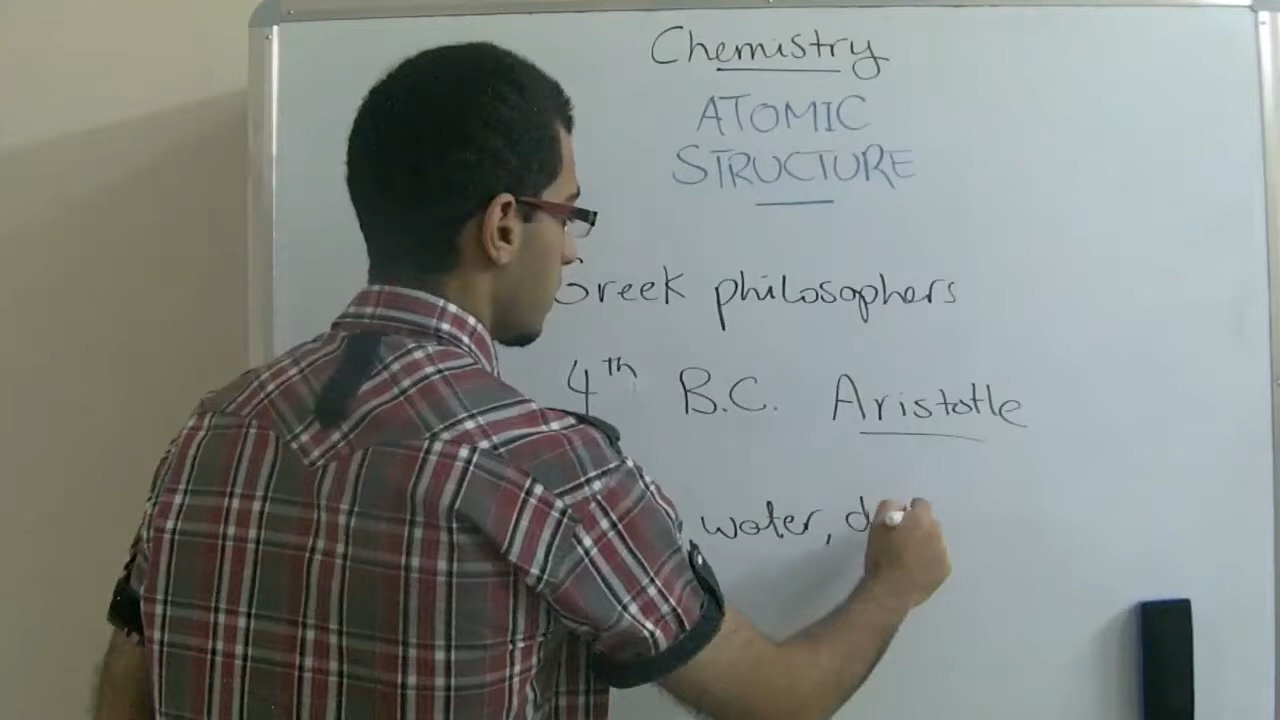 Chemistry
ATOMIC
STRUCTURE
Greek philosophers
4th B.C. Aristotle
water,